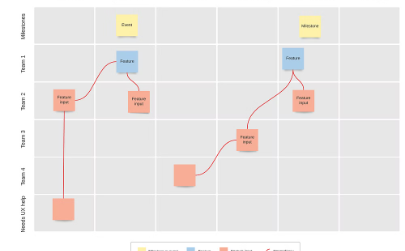 Milestones
Event
Milestone
Team 1
Feature
Feature
Team 2
Feature
input
Feature
input
Feature
input
Team 3
Feature
input
Team 4
Needs UX help